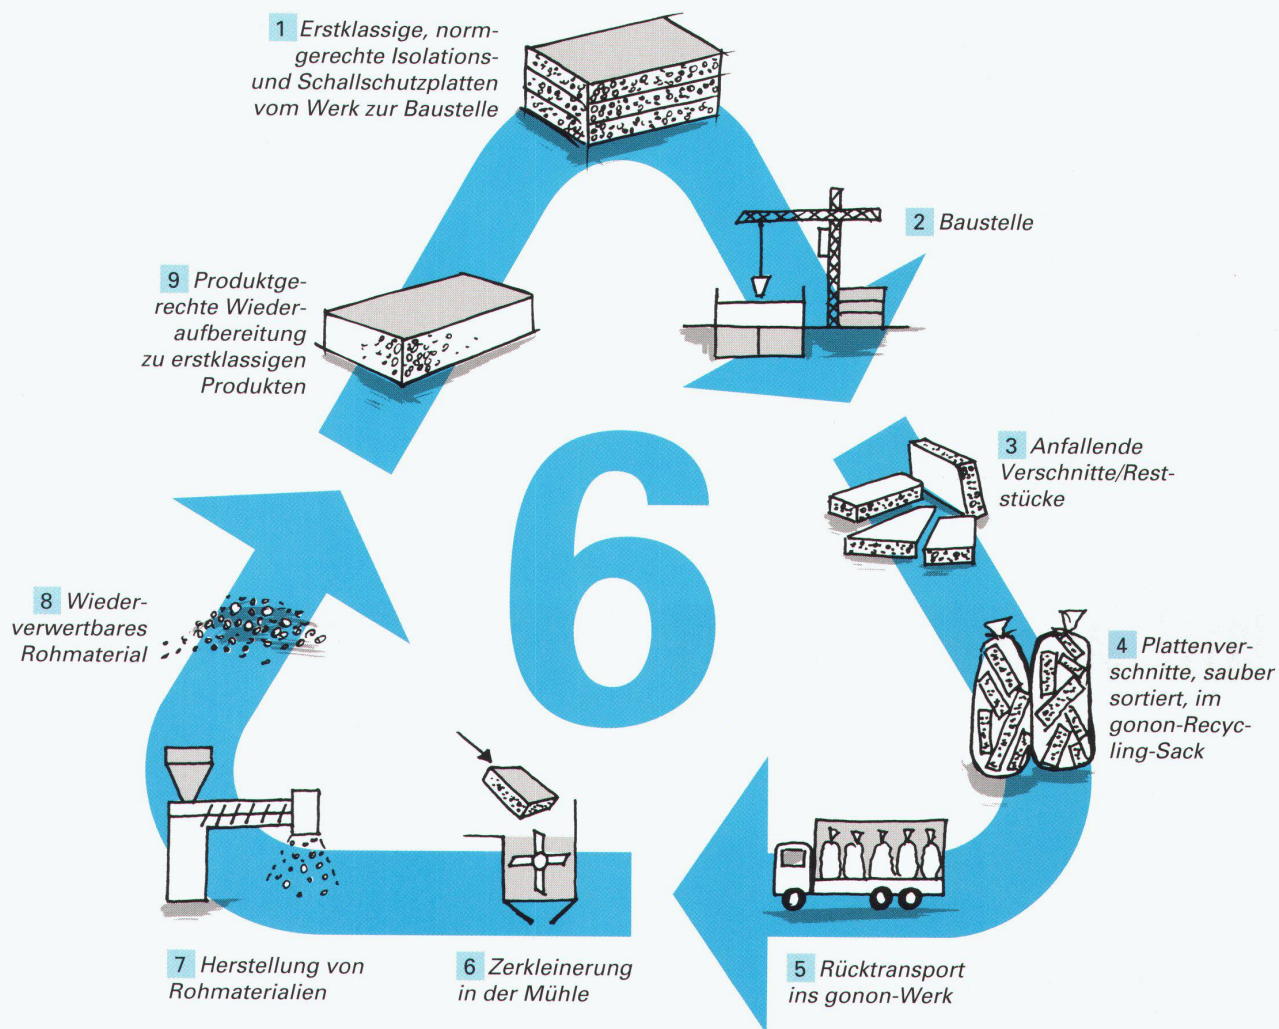 1 Erstklassige, norm-
gerechte Isolations-
und Schallschutzplatten
vom Werk zur Baustelle
2 Baustelle
3 Anfallende
Verschnitte/Rest-
stücke
4 Plattenver-
schnitte, sauber
sortiert, im
gonon-Recyc-
ling-Sack
5 Rücktransport
ins gonon-Werk
6 Zerkleinerung
in der Mühle
7 Herstellung von
Rohmaterialien
8 Wieder-
verwertbares
Rohmaterial
9 Produktge-
rechte Wieder-
aufbereitung
zu erstklassigen
Produkten
6